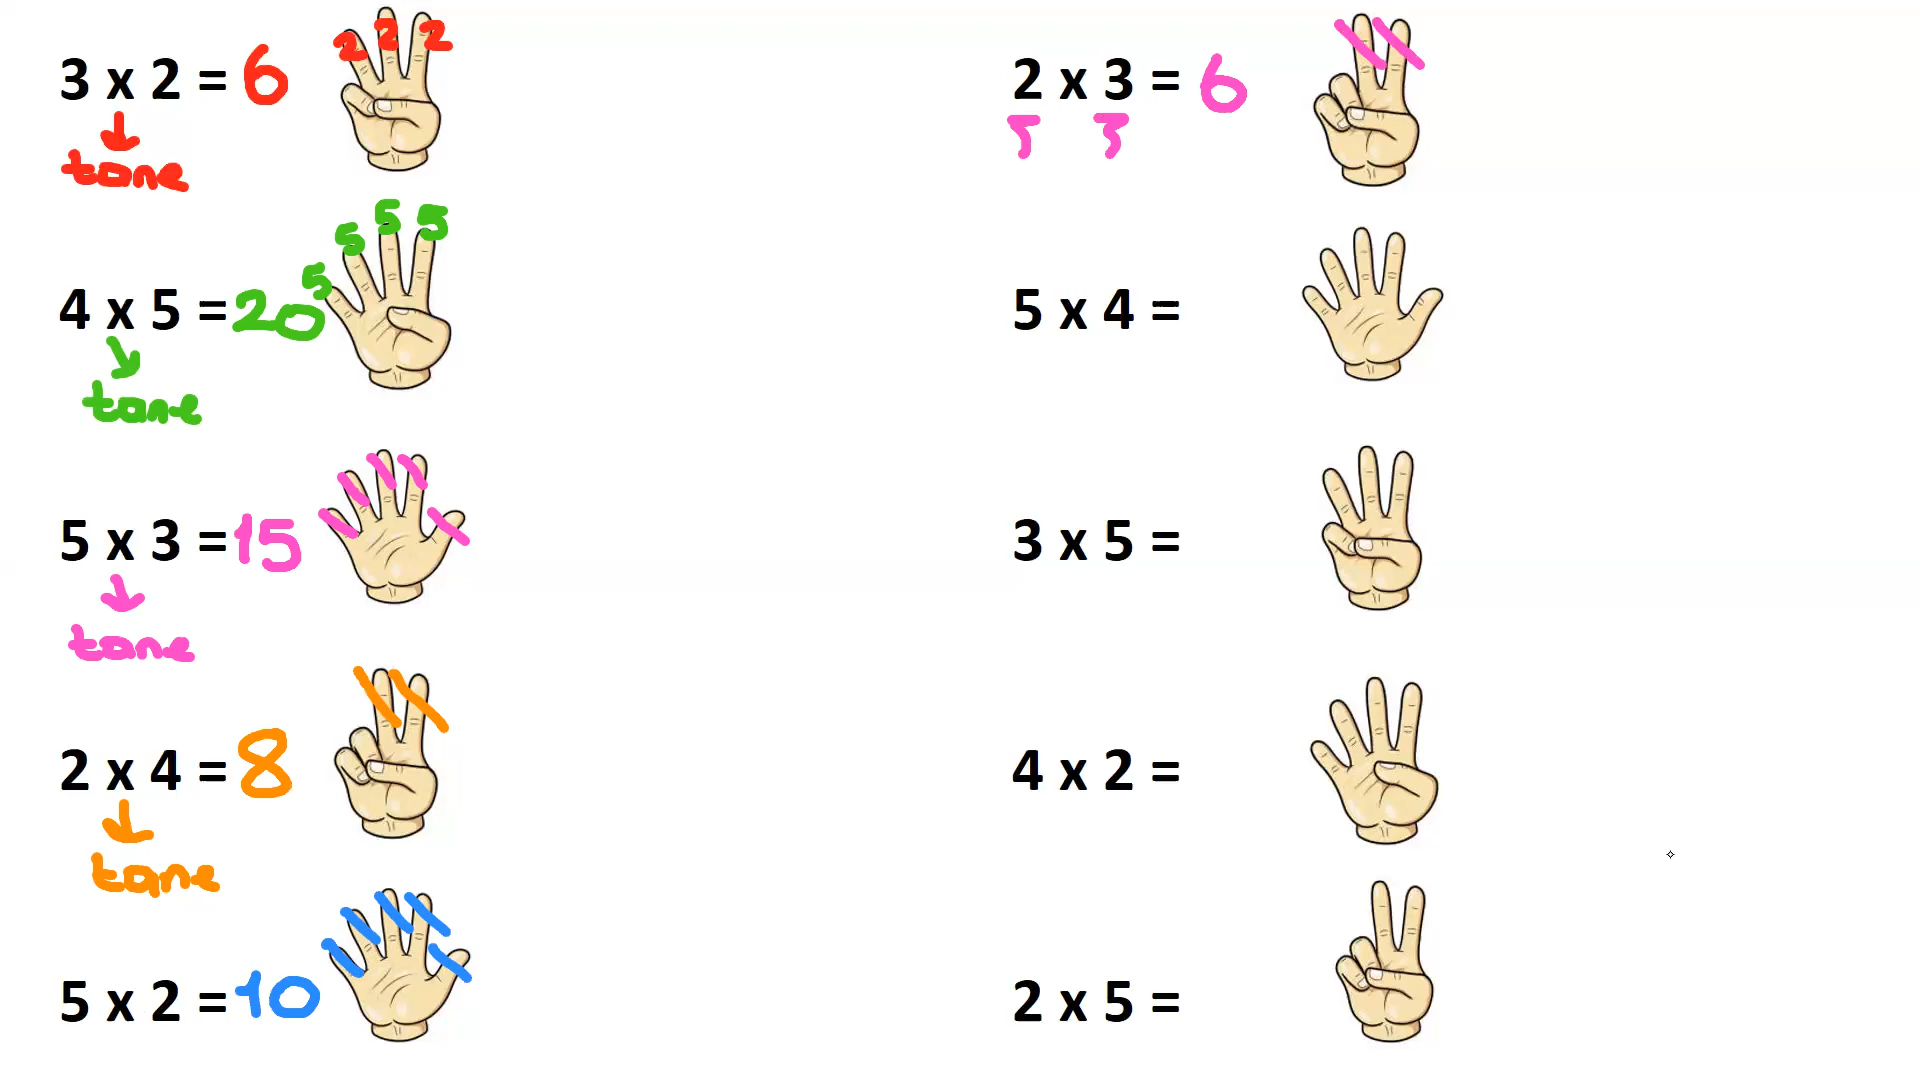 3 x 2 = 6
2 2 2
tane
4 x 5 = 20
5 5 5 5
tane
5 x 3 = 15
tane
2 x 4 = 8
tane
5 x 2 = 10
2 x 3 = 6
5 x 4 =
3 x 5 =
4 x 2 =
2 x 5 =